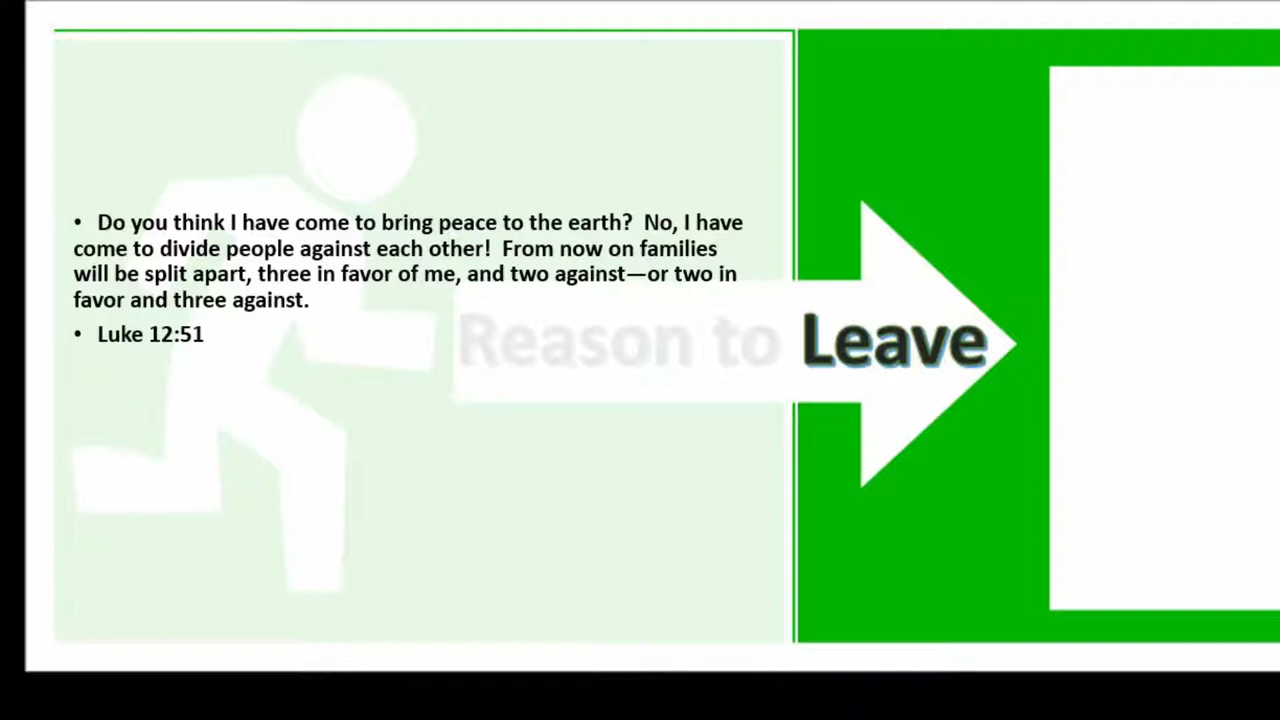 • Do you think I have come to bring peace to the earth?  No, I have
come to divide people against each other!  From now on families
will be split apart, three in favor of me, and two against—or two in
favor and three against.
• Luke 12:51
Reason to Leave